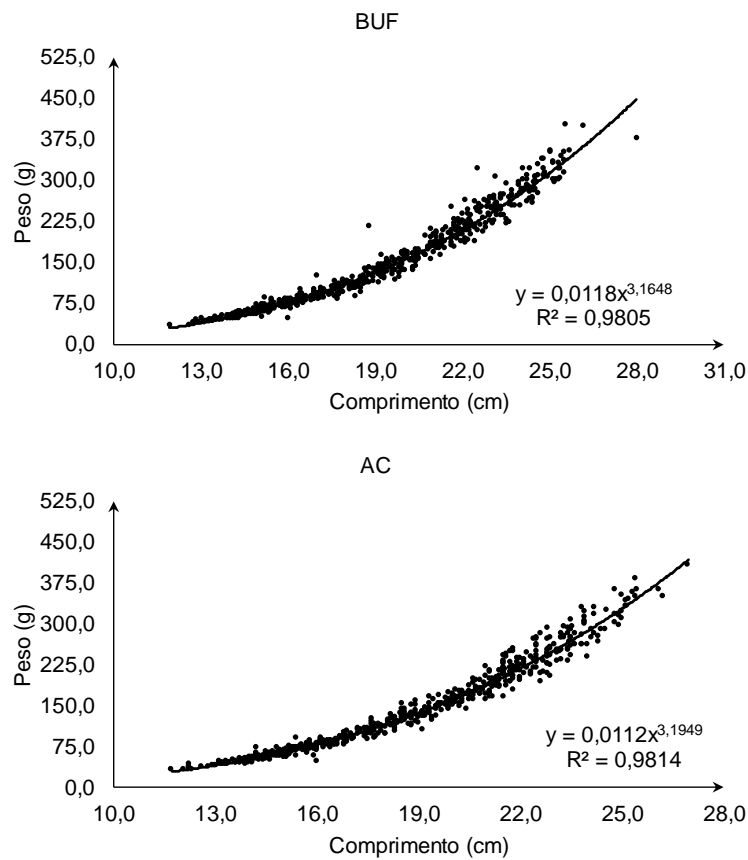 BUF
525,0
450,0
375,0
300,0
225,0
150,0
75,0
0,0
Peso (g)
y = 0,0118x^3,1648
R² = 0,9805
10,0 13,0 16,0 19,0 22,0 25,0 28,0 31,0
Comprimento (cm)
AC
525,0
450,0
375,0
300,0
225,0
150,0
75,0
0,0
Peso (g)
y = 0,0112x^3,1949
R² = 0,9814
10,0 13,0 16,0 19,0 22,0 25,0 28,0
Comprimento (cm)